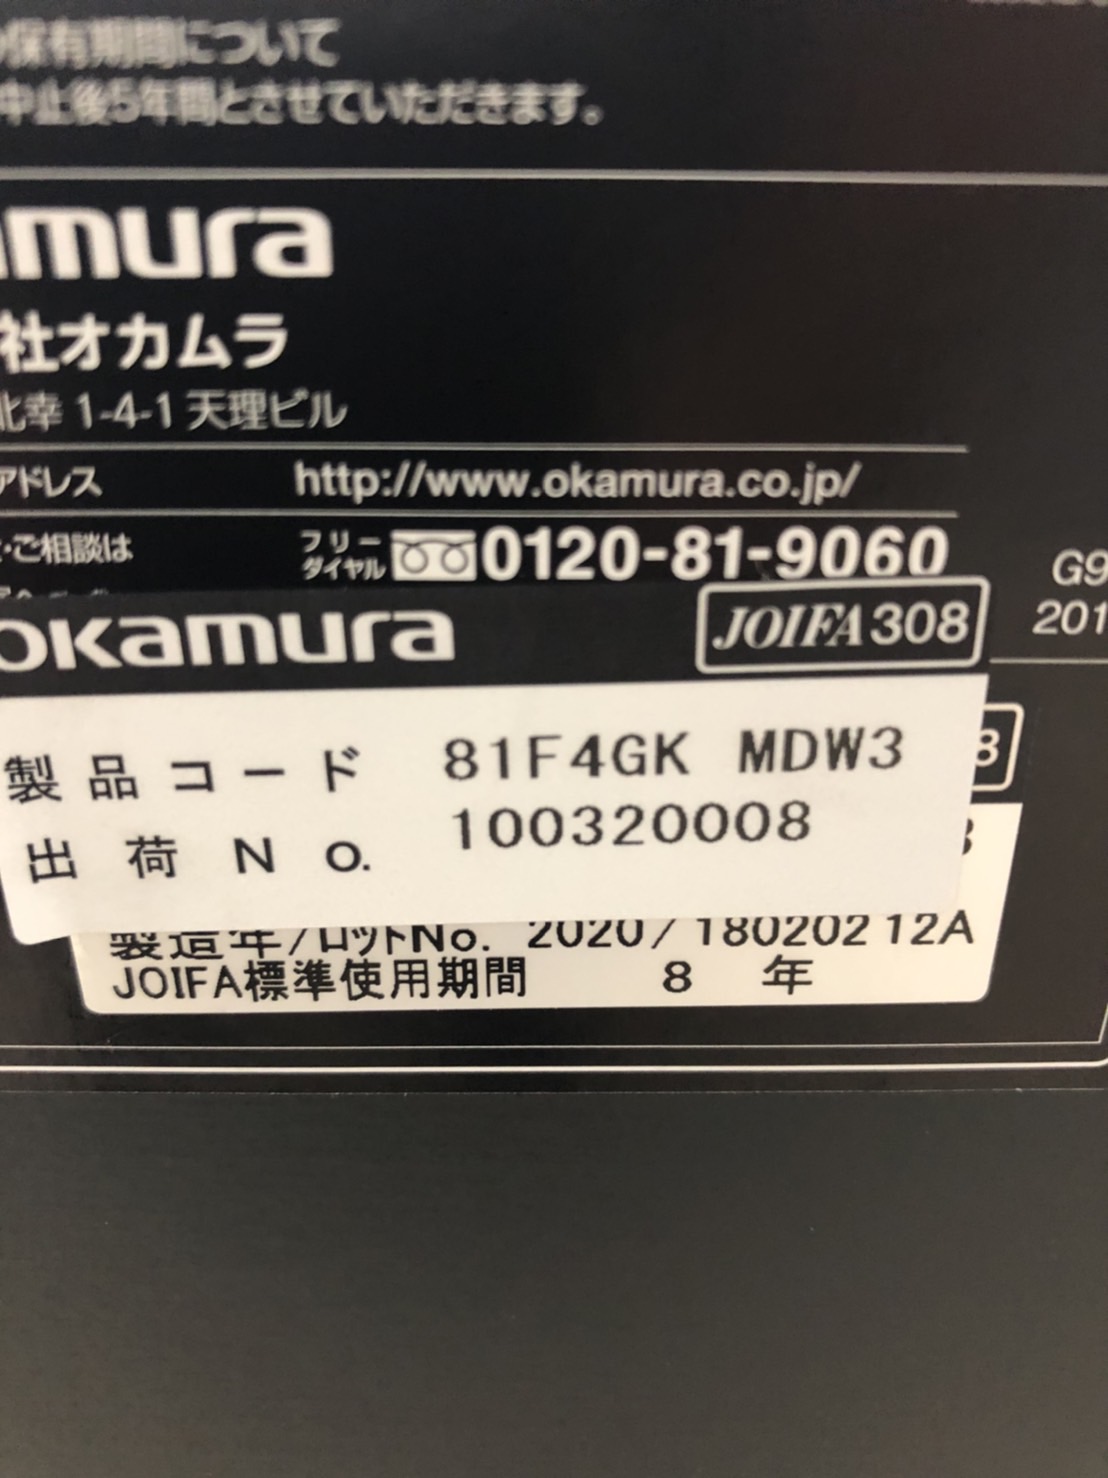 保有期間について
中止後5年間とさせていただきます。
amura
社オカムラ
北幸 1-4-1 天理ビル
アドレス http://www.okamura.co.jp/
・ご相談は フリーダイヤル 0120-81-9060
G9
201
okamura JOIFA308
製品コード 81F4GK MDW3
出荷No. 100320008
製造年/ロットNo. 2020/18020212A
JOIFA標準使用期間 8 年